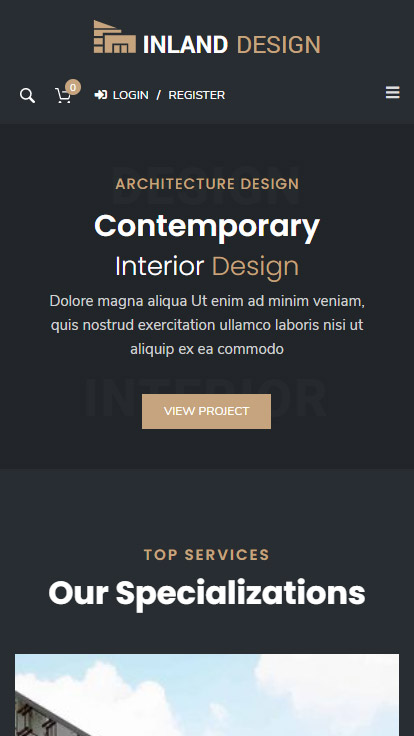 INLAND DESIGN
0
LOGIN / REGISTER
DESIGN
ARCHITECTURE DESIGN
Contemporary
Interior Design
Dolore magna aliqua Ut enim ad minim veniam,
quis nostrud exercitation ullamco laboris nisi ut
aliquip ex ea commodo
INTERIOR
VIEW PROJECT
TOP SERVICES
Our Specializations